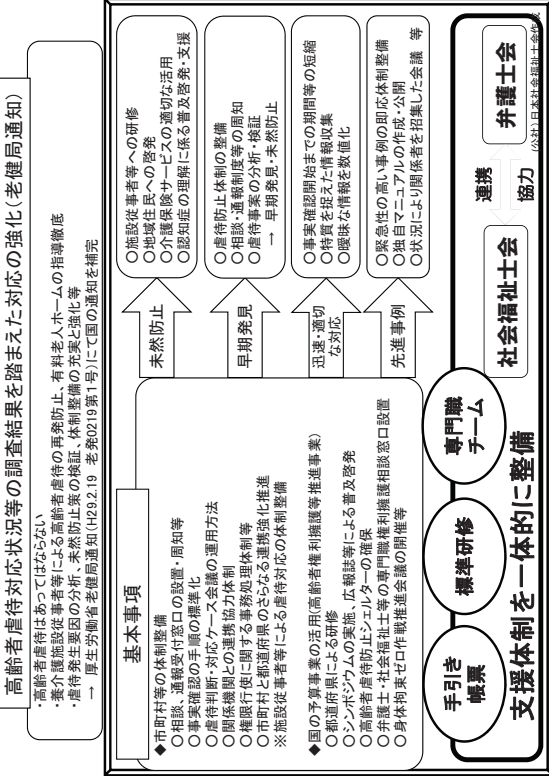 高齢者虐待対応状況等の調査結果を踏まえた対応の強化(老健局通知)
・高齢者虐待はあってはならない
・養介護施設従事者等による高齢者虐待の再発防止、有料老人ホームの指導徹底
・虐待発生要因の分析、未然防止策の検証、体制整備の充実と強化等
→ 厚生労働省老健局通知(H29.2.19 老発0219第1号)にて国の通知を補完
基本事項
◆市町村等の体制整備
○相談、通報受付窓口の設置・周知等
○事実確認の手順の標準化
○虐待判断・対応ケース会議の運用方法
○関係機関との連携協力体制
○権限行使に関する事務処理体制等
○市町村と都道府県のさらなる連携強化推進
※施設従事者等による虐待対応の体制整備
◆国の予算事業の活用(高齢者権利擁護等推進事業)
○都道府県による研修
○シンポジウムの実施、広報誌等による普及啓発
○高齢者虐待防止シェルターの確保
○弁護士・社会福祉士等の専門職権利擁護相談窓口設置
○身体拘束ゼロ作戦推進会議の開催等
未然防止
○施設従事者等への研修
○地域住民への啓発
○介護保険サービスの適切な活用
○認知症の理解に係る普及啓発・支援
早期発見
○虐待防止体制の整備
○相談・通報制度等の周知
○虐待事案の分析・検証
→ 早期発見・未然防止
迅速・適切
な対応
○事実確認開始までの期間等の短縮
○特質を捉えた情報収集
○曖昧な情報を数値化
先進事例
○緊急性の高い事例の即応体制整備
○独自マニュアルの作成・公開
○状況により関係者を招集した会議 等
手引き
帳票
標準研修
専門職
チーム
社会福祉士会
連携
協力
弁護士会
支援体制を一体的に整備
(公社)日本社会福祉士会作成